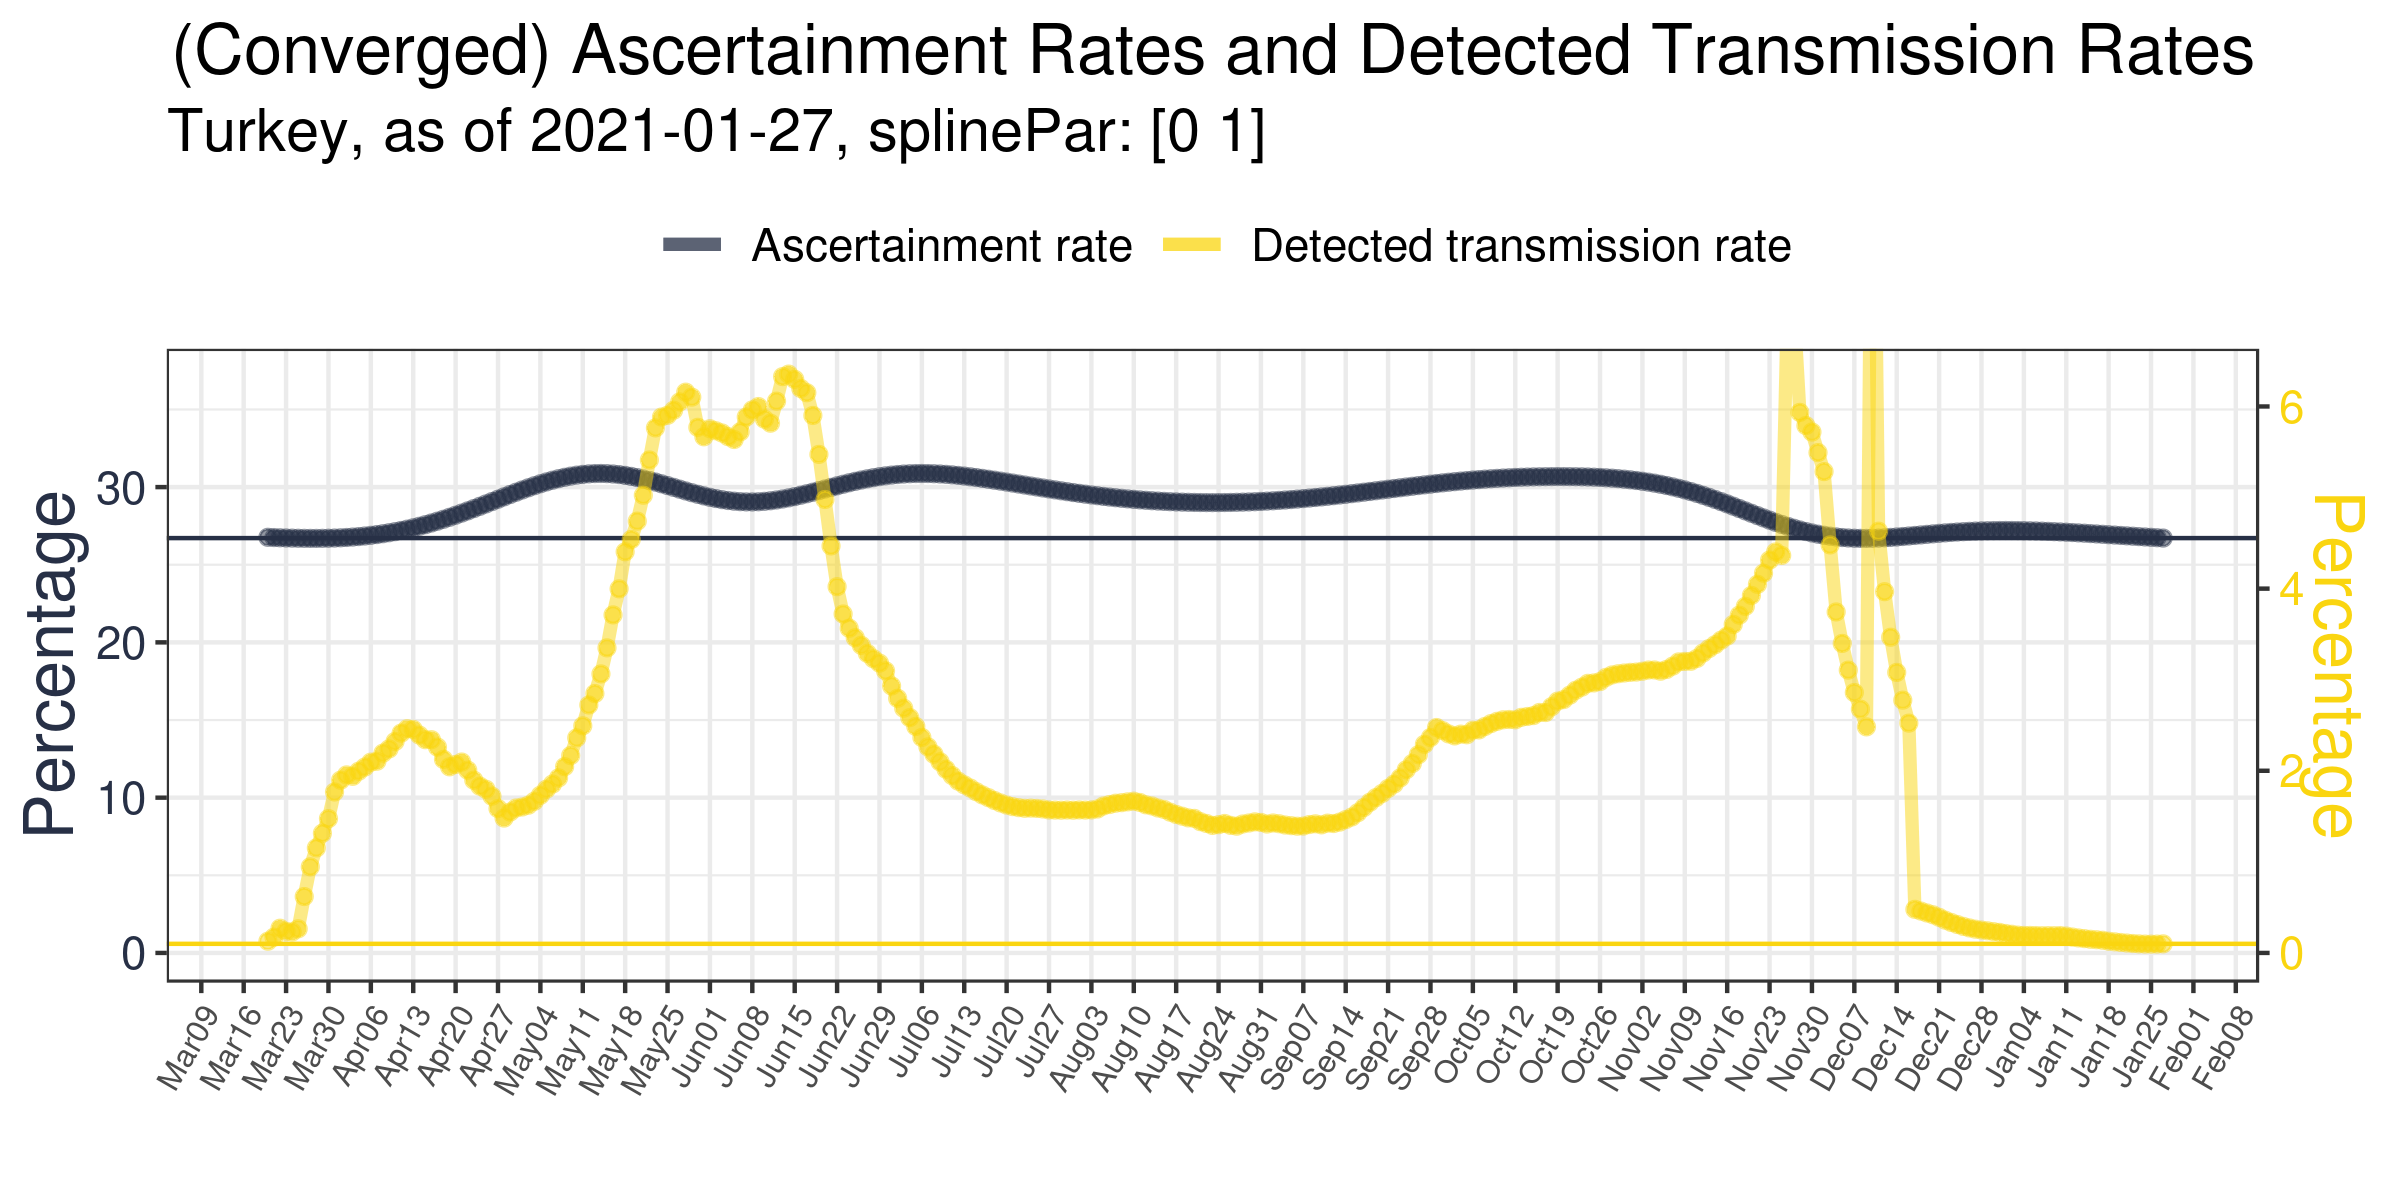 (Converged) Ascertainment Rates and Detected Transmission Rates
Turkey, as of 2021-01-27, splinePar: [0 1]
Ascertainment rate Detected transmission rate
Percentage
30
20
10
0
6
4
2
0
Percentage
Mar09 Mar16 Mar23 Mar30 Apr06 Apr13 Apr20 Apr27 May04 May11 May18 May25 Jun01 Jun08 Jun15 Jun22 Jun29 Jul06 Jul13 Jul20 Jul27 Aug03 Aug10 Aug17 Aug24 Aug31 Sep07 Sep14 Sep21 Sep28 Oct05 Oct12 Oct19 Oct26 Nov02 Nov09 Nov16 Nov23 Nov30 Dec07 Dec14 Dec21 Dec28 Jan04 Jan11 Jan18 Jan25 Feb01 Feb08